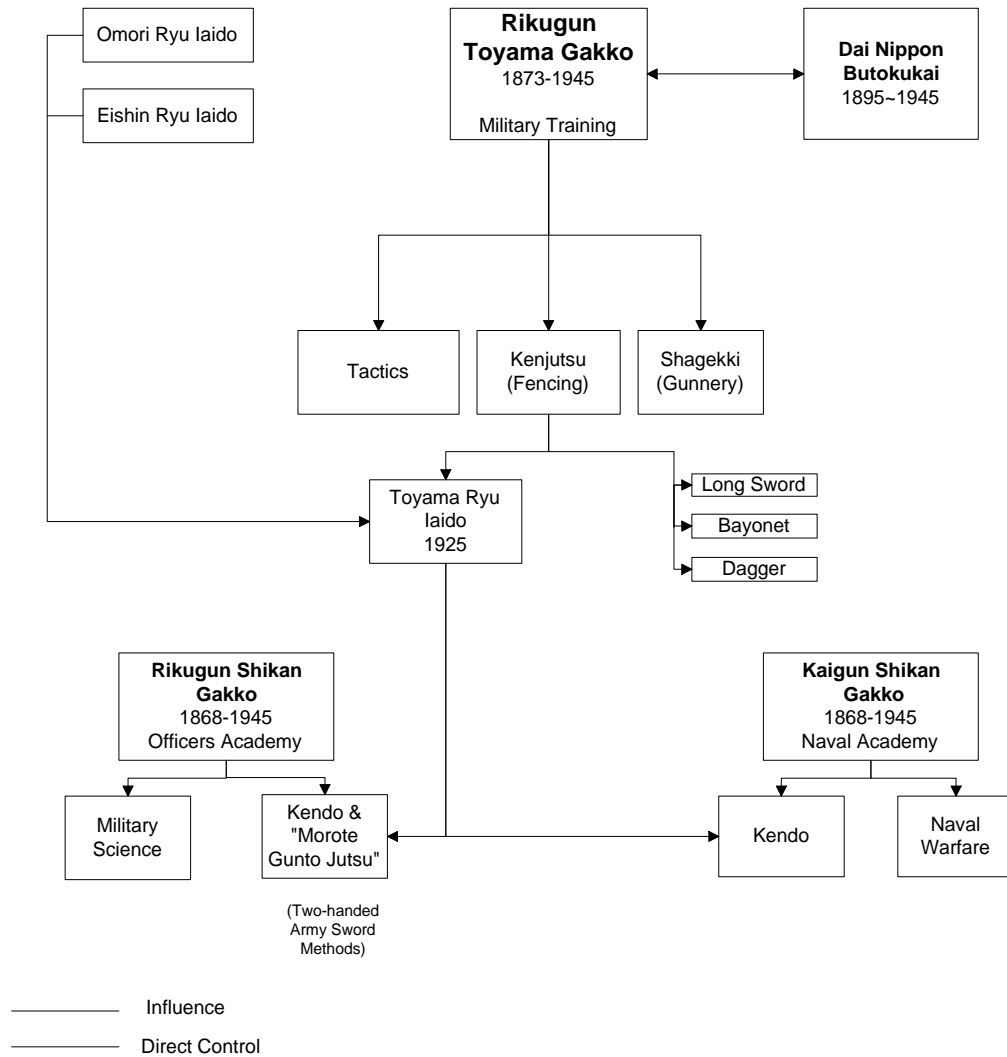 Omori Ryu Iaido
Eishin Ryu Iaido
Rikugun
Toyama Gakko
1873-1945
Military Training
Dai Nippon
Butokukai
1895~1945
Tactics
Kenjutsu
(Fencing)
Shagekki
(Gunnery)
Toyama Ryu
Iaido
1925
Long Sword
Bayonet
Dagger
Rikugun Shikan
Gakko
1868-1945
Officers Academy
Kaigun Shikan
Gakko
1868-1945
Naval Academy
Military
Science
Kendo &
"Morote
Gunto Jutsu"
(Two-handed
Army Sword
Methods)
Kendo
Naval
Warfare
Influence
Direct Control